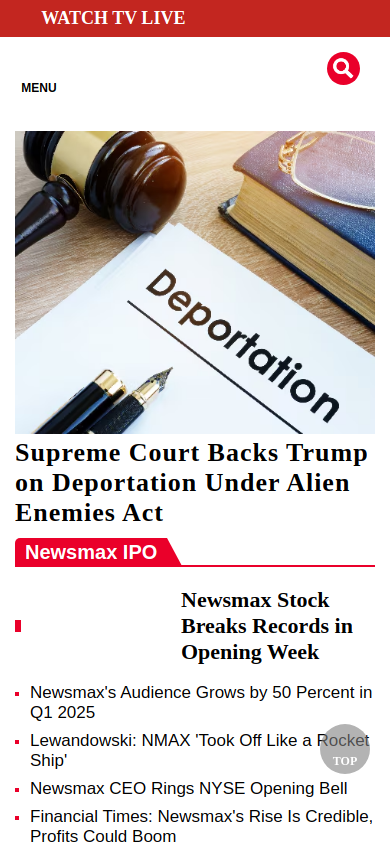 WATCH TV LIVE
MENU
Deportation
Supreme Court Backs Trump
on Deportation Under Alien
Enemies Act
Newsmax IPO
Newsmax Stock
Breaks Records in
Opening Week
Newsmax's Audience Grows by 50 Percent in
Q1 2025
Lewandowski: NMAX 'Took Off Like a Rocket
Ship'
TOP
Newsmax CEO Rings NYSE Opening Bell
Financial Times: Newsmax's Rise Is Credible,
Profits Could Boom